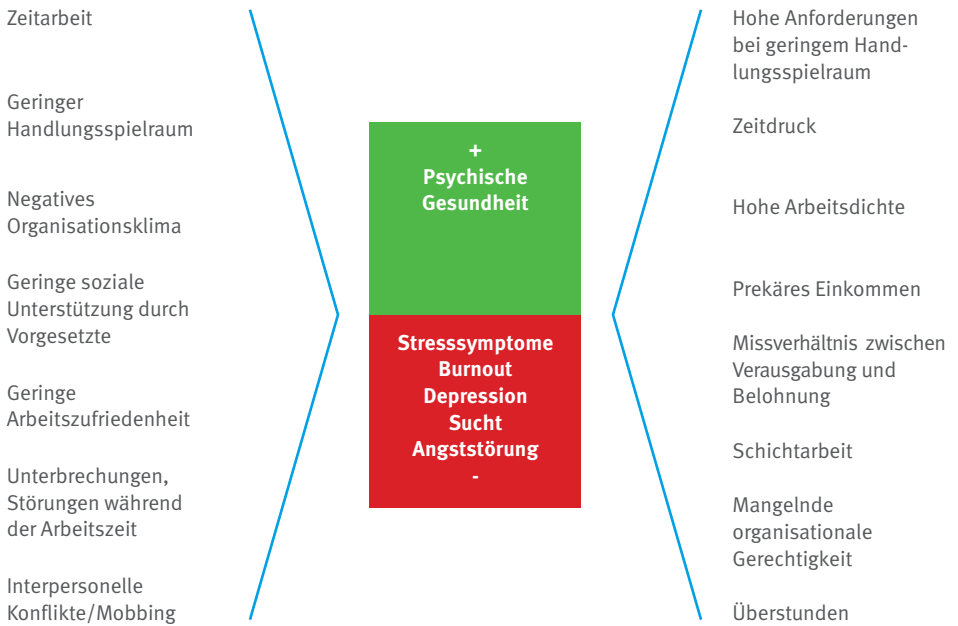 Zeitarbeit
Geringer
Handlungsspielraum
Negatives
Organisationsklima
Geringe soziale
Unterstützung durch
Vorgesetzte
Geringe
Arbeitszufriedenheit
Unterbrechungen,
Störungen während
der Arbeitszeit
Interpersonelle
Konflikte/Mobbing
+
Psychische
Gesundheit
Stresssymptome
Burnout
Depression
Sucht
Angststörung
-
Hohe Anforderungen
bei geringem Hand-
lungsspielraum
Zeitdruck
Hohe Arbeitsdichte
Prekäres Einkommen
Missverhältnis zwischen
Verausgabung und
Belohnung
Schichtarbeit
Mangelnde
organisationale
Gerechtigkeit
Überstunden